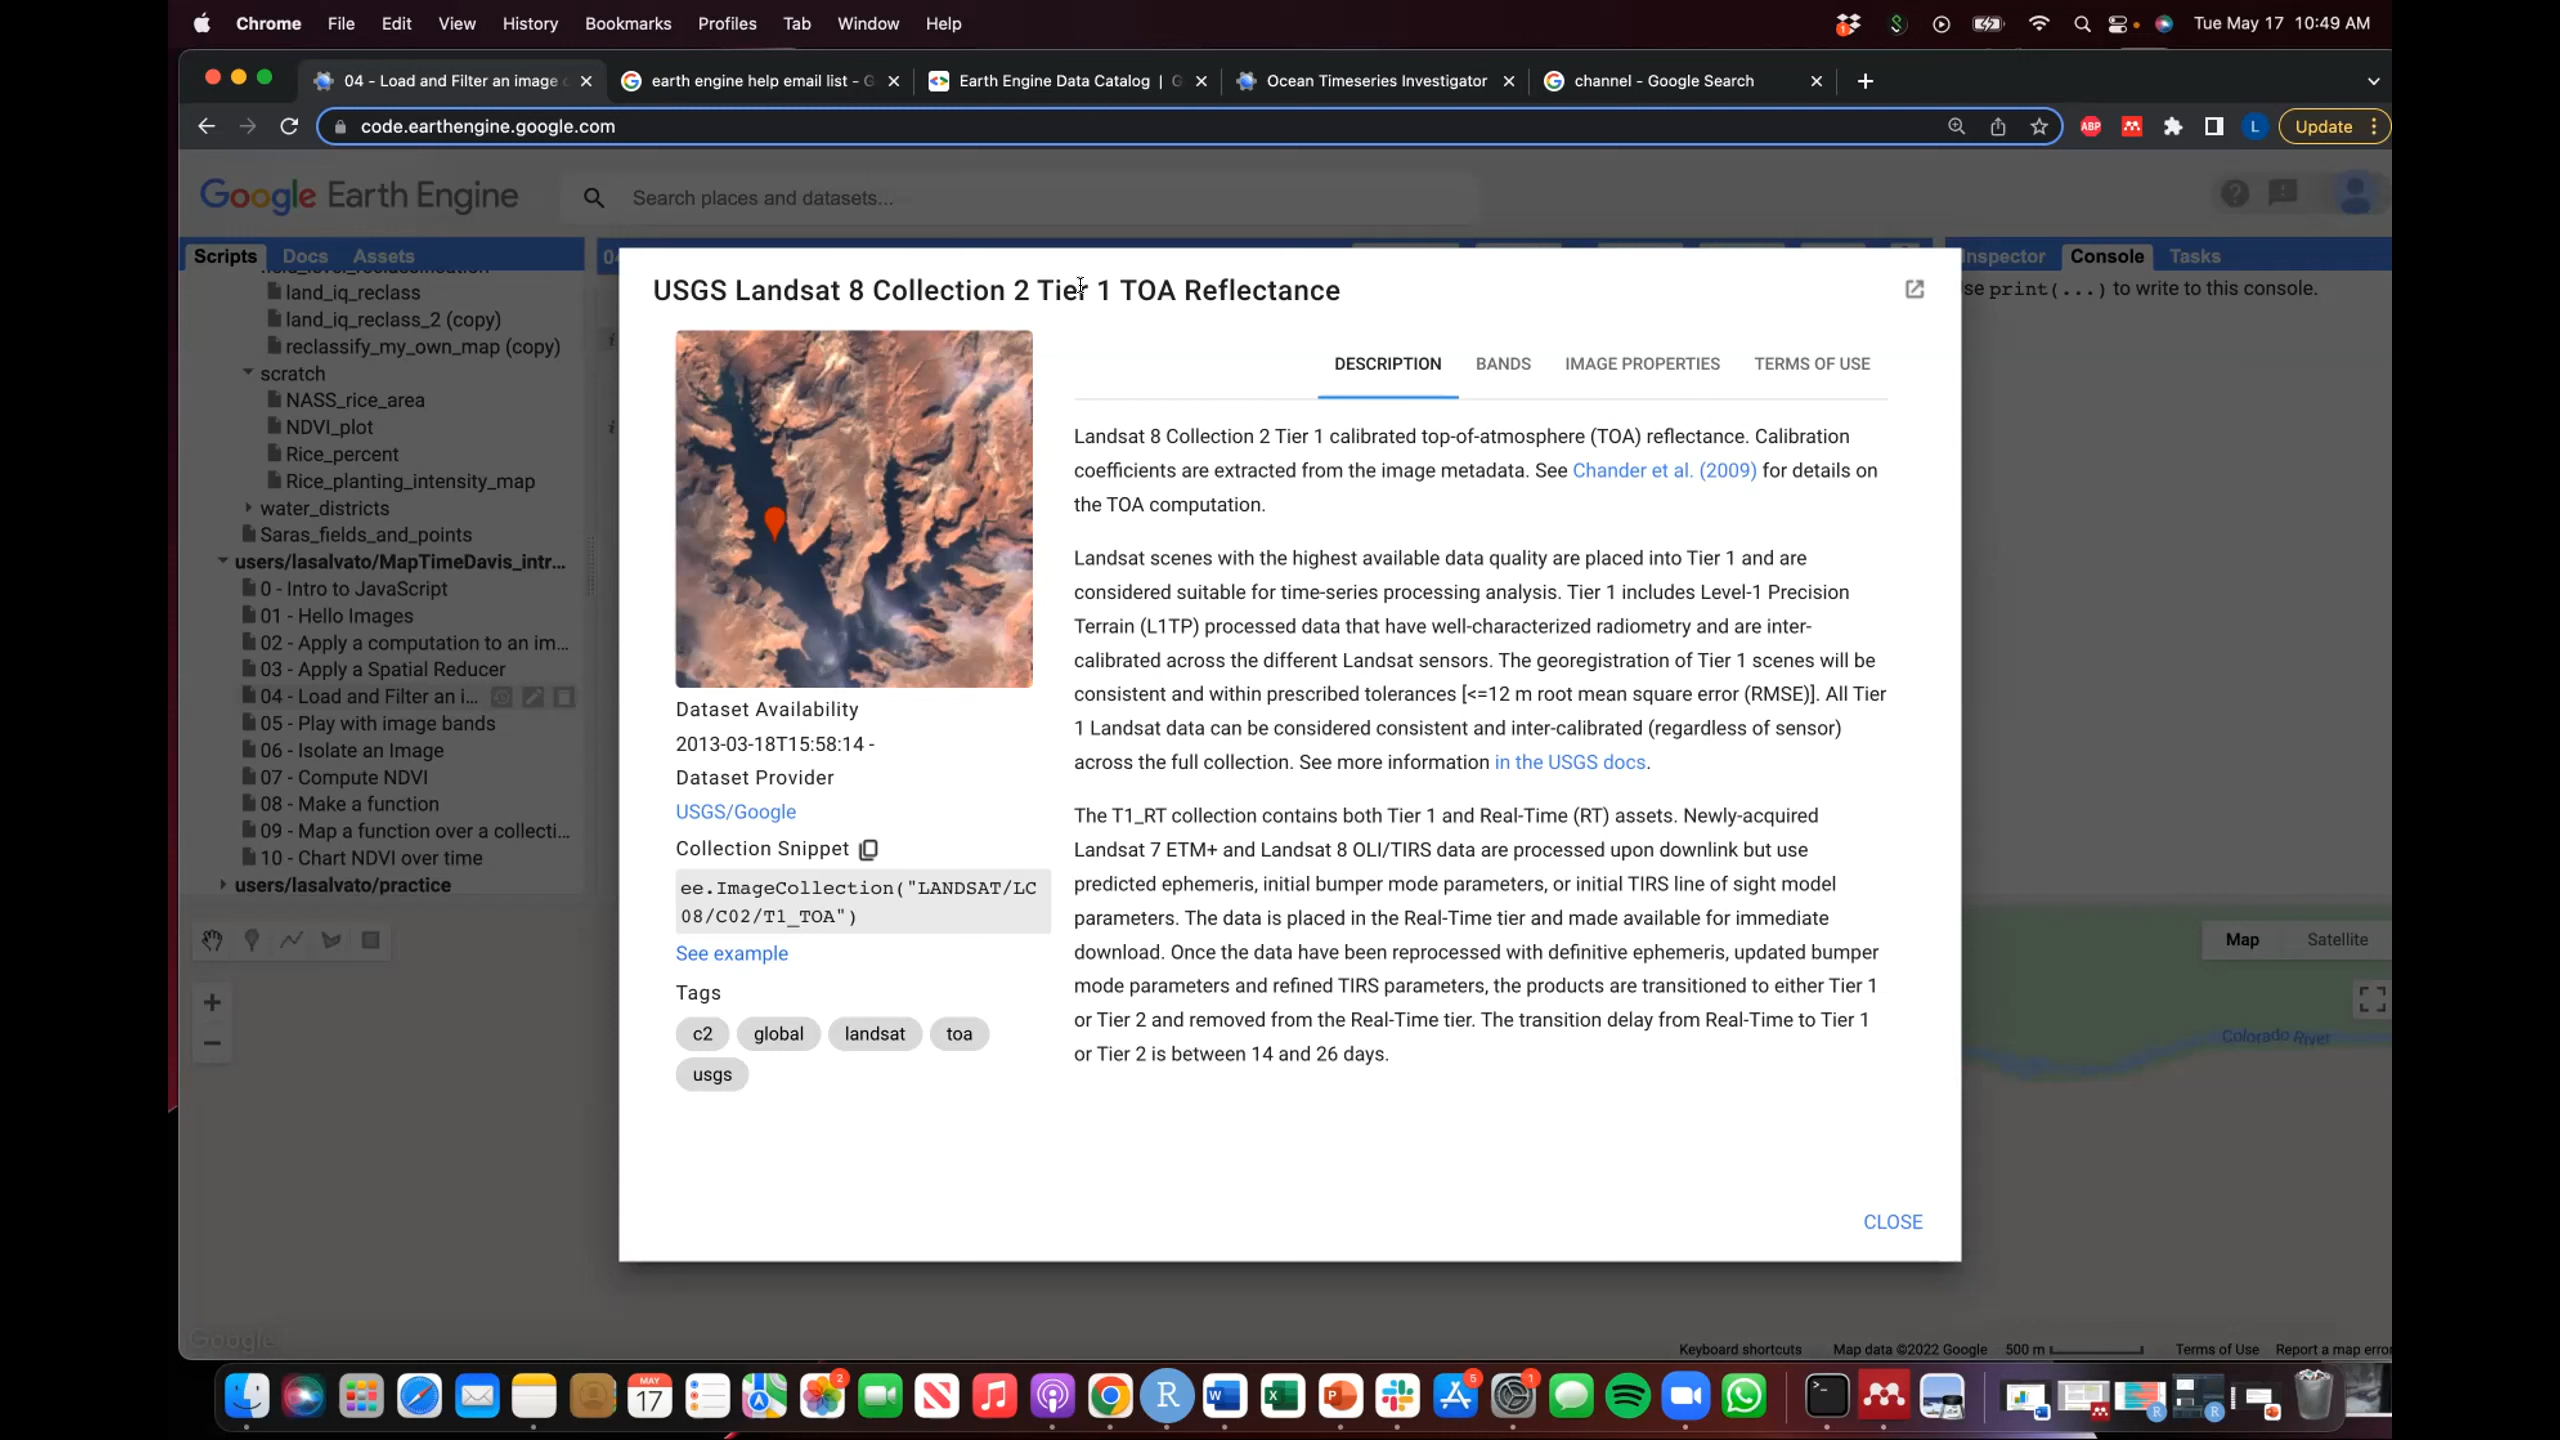 Chrome File Edit View History Bookmarks Profiles Tab Window Help
Tue May 17 10:49 AM
04 - Load and Filter an image c
earth engine help email list - G
Earth Engine Data Catalog | G
Ocean Timeseries Investigator
channel - Google Search
code.earthengine.google.com
ABP
L
Update
Google Earth Engine
Search places and datasets...
Scripts Docs Assets
04
Inspector Console Tasks
se print(...) to write to this console.
land_iq_reclass
land_iq_reclass_2 (copy)
reclassify_my_own_map (copy)
scratch
NASS_rice_area
NDVI_plot
Rice_percent
Rice_planting_intensity_map
water_districts
Saras_fields_and_points
users/lasalvato/MapTimeDavis_intr...
0 - Intro to JavaScript
01 - Hello Images
02 - Apply a computation to an im...
03 - Apply a Spatial Reducer
04 - Load and Filter an i...
05 - Play with image bands
06 - Isolate an Image
07 - Compute NDVI
08 - Make a function
09 - Map a function over a collecti...
10 - Chart NDVI over time
users/lasalvato/practice
USGS Landsat 8 Collection 2 Tier 1 TOA Reflectance
Dataset Availability
2013-03-18T15:58:14 -
Dataset Provider
USGS/Google
Collection Snippet
ee.ImageCollection("LANDSAT/LC
08/C02/T1_TOA")
See example
Tags
c2 global landsat toa
usgs
DESCRIPTION BANDS IMAGE PROPERTIES TERMS OF USE
Landsat 8 Collection 2 Tier 1 calibrated top-of-atmosphere (TOA) reflectance. Calibration
coefficients are extracted from the image metadata. See Chander et al. (2009) for details on
the TOA computation.
Landsat scenes with the highest available data quality are placed into Tier 1 and are
considered suitable for time-series processing analysis. Tier 1 includes Level-1 Precision
Terrain (L1TP) processed data that have well-characterized radiometry and are inter-
calibrated across the different Landsat sensors. The georegistration of Tier 1 scenes will be
consistent and within prescribed tolerances [<=12 m root mean square error (RMSE)]. All Tier
1 Landsat data can be considered consistent and inter-calibrated (regardless of sensor)
across the full collection. See more information in the USGS docs.
The T1_RT collection contains both Tier 1 and Real-Time (RT) assets. Newly-acquired
Landsat 7 ETM+ and Landsat 8 OLI/TIRS data are processed upon downlink but use
predicted ephemeris, initial bumper mode parameters, or initial TIRS line of sight model
parameters. The data is placed in the Real-Time tier and made available for immediate
download. Once the data have been reprocessed with definitive ephemeris, updated bumper
mode parameters and refined TIRS parameters, the products are transitioned to either Tier 1
or Tier 2 and removed from the Real-Time tier. The transition delay from Real-Time to Tier 1
or Tier 2 is between 14 and 26 days.
CLOSE
Map Satellite
Colorado River
Google
Keyboard shortcuts Map data ©2022 Google 500 m Terms of Use Report a map error
MAY
17
2
5
1